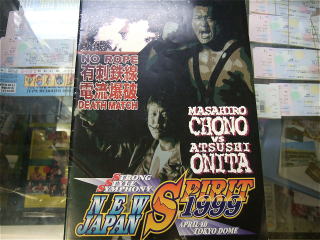 NO ROPE
有刺鉄線
電流爆破
DEATH MATCH
MASAHIRO
CHONO
VS
ATSUSHI
ONITA
STRONG
STYLE
SYMPHONY
NEW
JAPAN
SPIRIT
1999
APRIL 10
TOKYO DOME